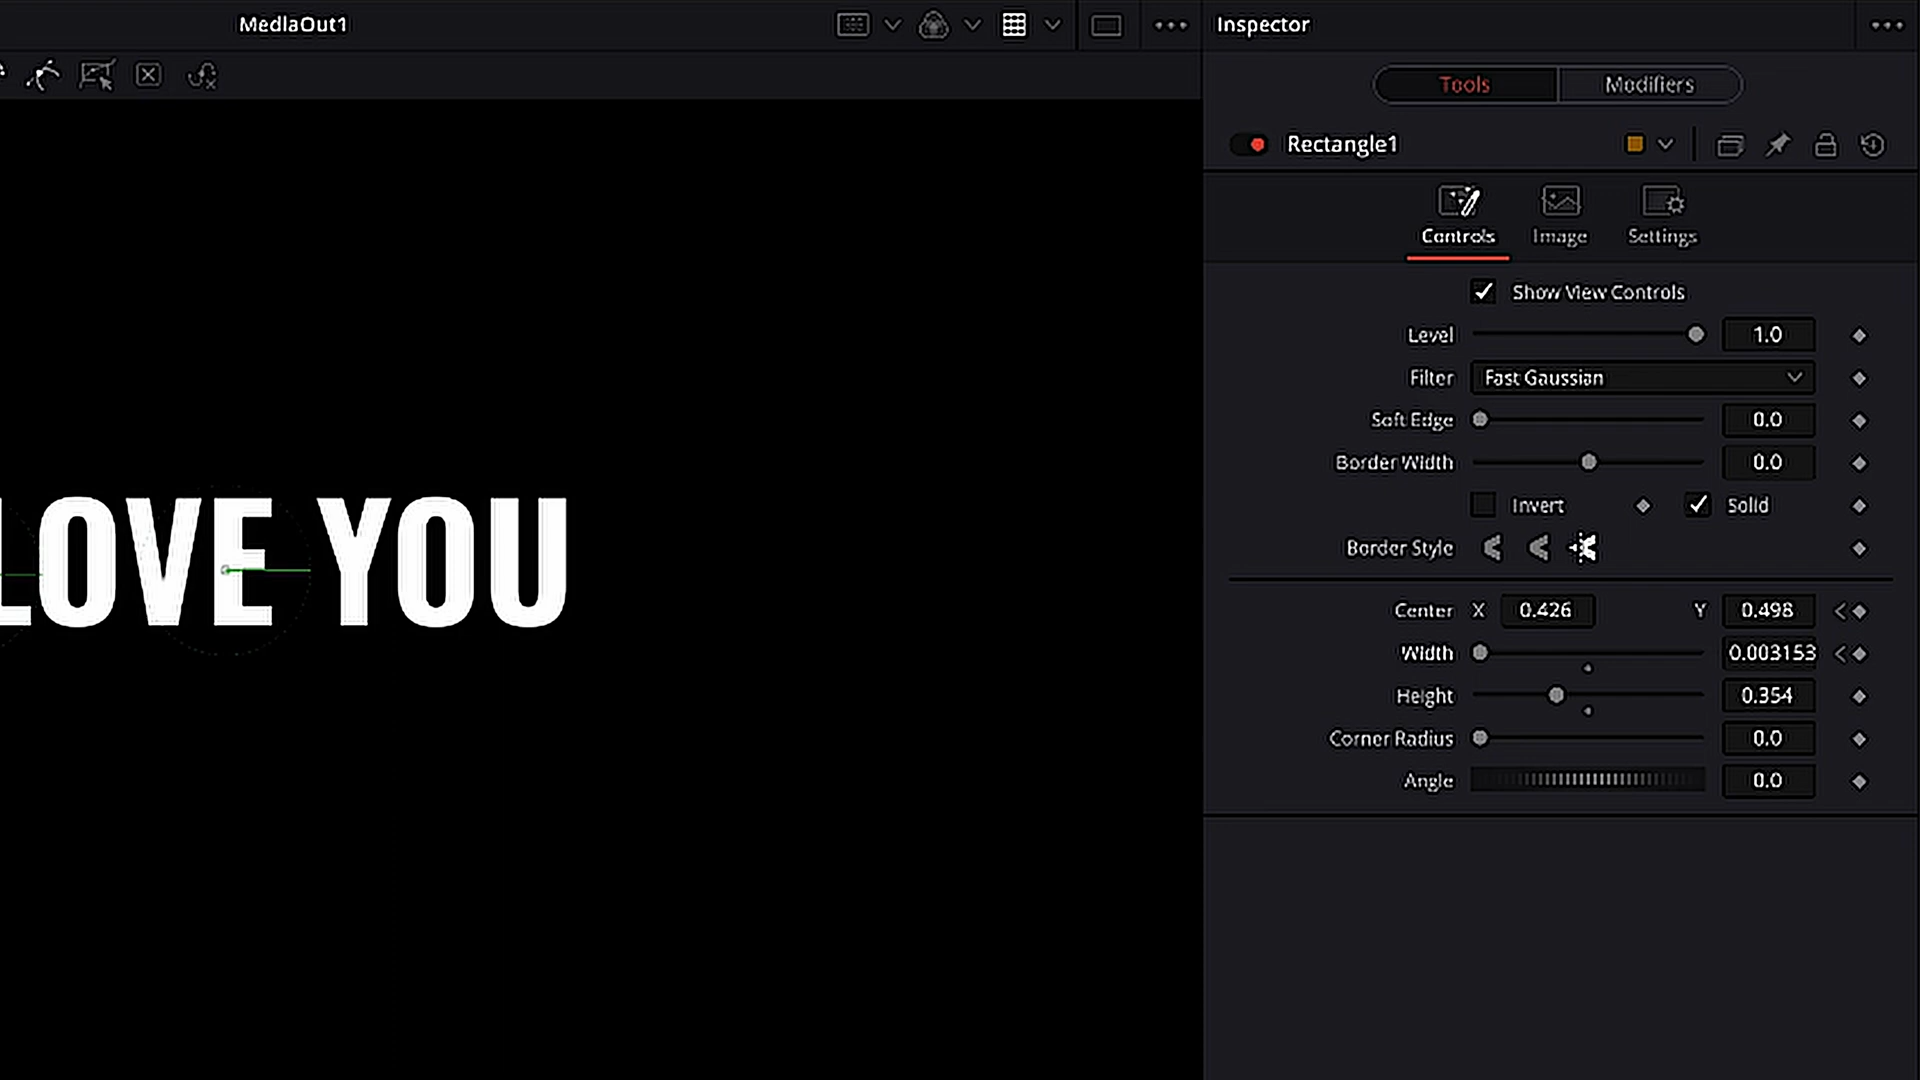 MediaOut1
Inspector
Tools Modifiers
Rectangle1
Controls Image Settings
Show View Controls
Level 1.0
Filter Fast Gaussian
Soft Edge 0.0
Border Width 0.0
Invert Solid
Border Style
Center X 0.426 Y 0.498
Width 0.003153
Height 0.354
Corner Radius 0.0
Angle 0.0
LOVE YOU